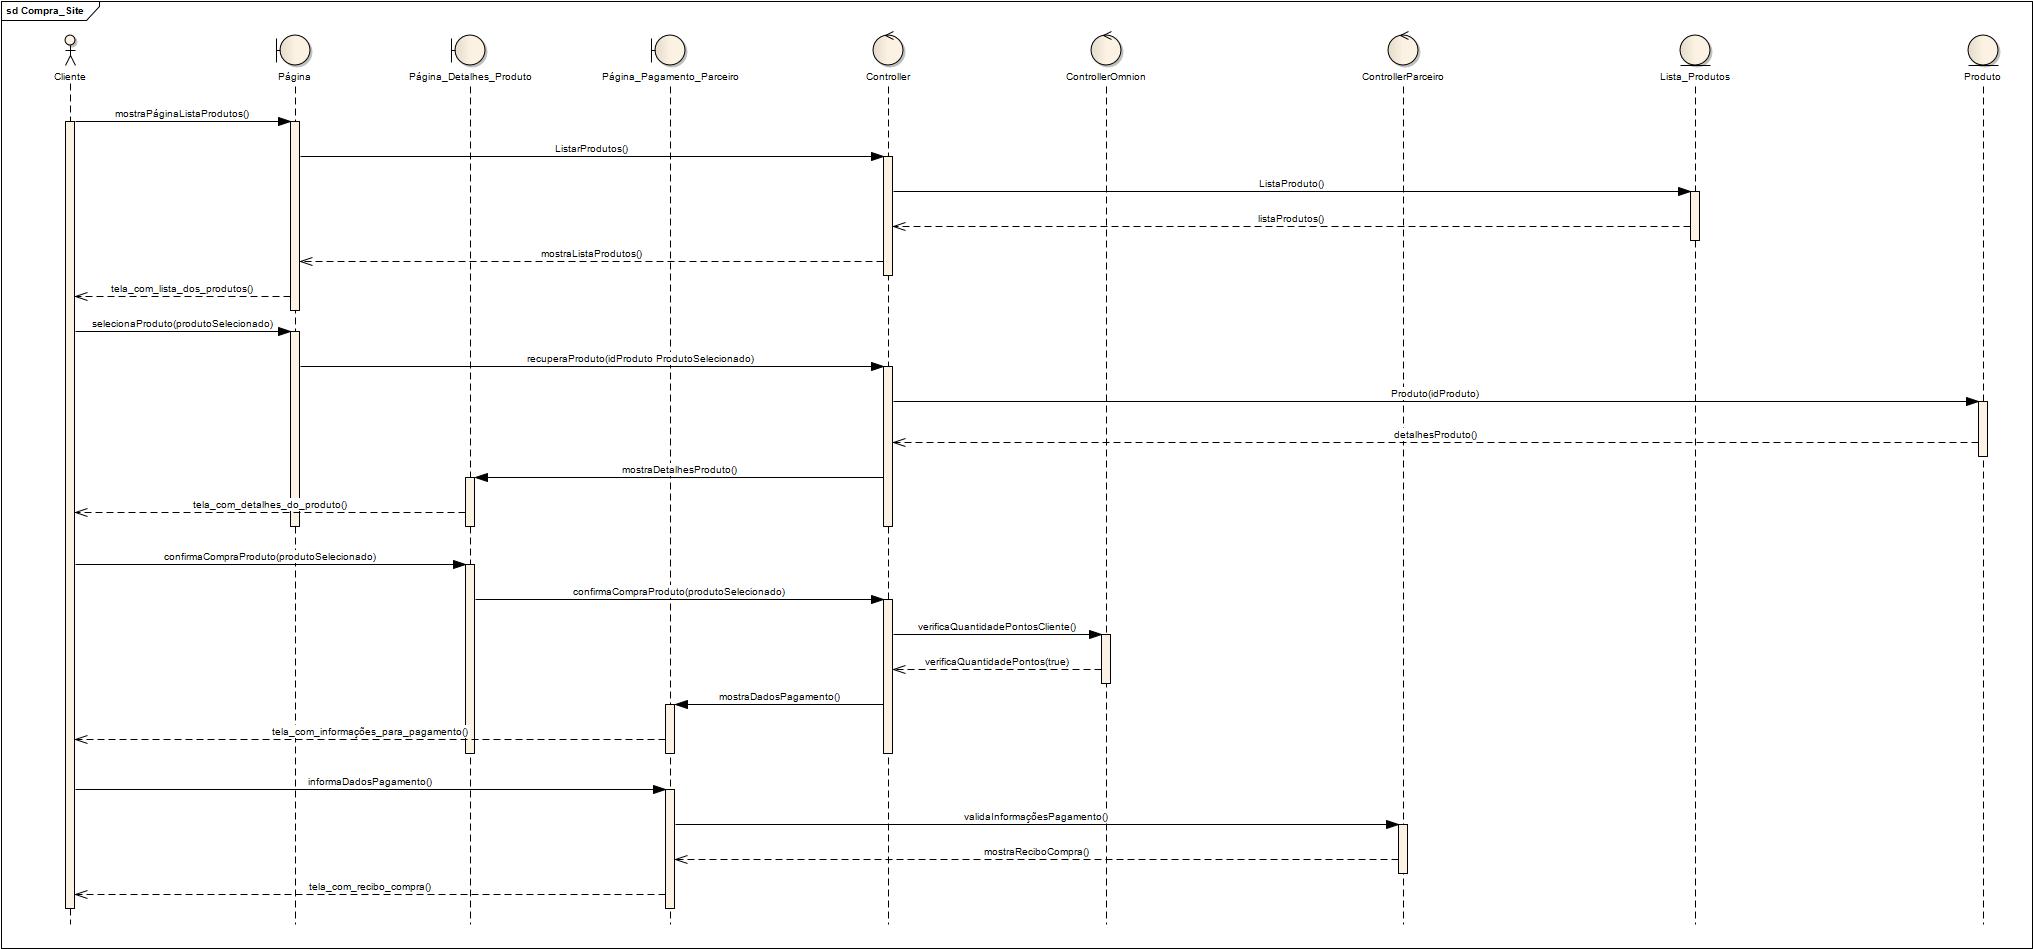 sd Compra_Site
Cliente
Página
Página_Detalhes_Produto
Página_Pagamento_Parceiro
Controller
ControllerOmnion
ControllerParceiro
Lista_Produtos
Produto
mostraPáginaListaProdutos()
ListarProdutos()
ListaProduto()
listaProdutos()
mostraListaProdutos()
tela_com_lista_dos_produtos()
selecionaProduto(produtoSelecionado)
recuperaProduto(idProduto ProdutoSelecionado)
Produto(idProduto)
detalhesProduto()
mostraDetalhesProduto()
tela_com_detalhes_do_produto()
confirmaCompraProduto(produtoSelecionado)
confirmaCompraProduto(produtoSelecionado)
verificaQuantidadePontosCliente()
verificaQuantidadePontos(true)
mostraDadosPagamento()
tela_com_informações_para_pagamento()
informaDadosPagamento()
validaInformaçõesPagamento()
mostraReciboCompra()
tela_com_recibo_compra()